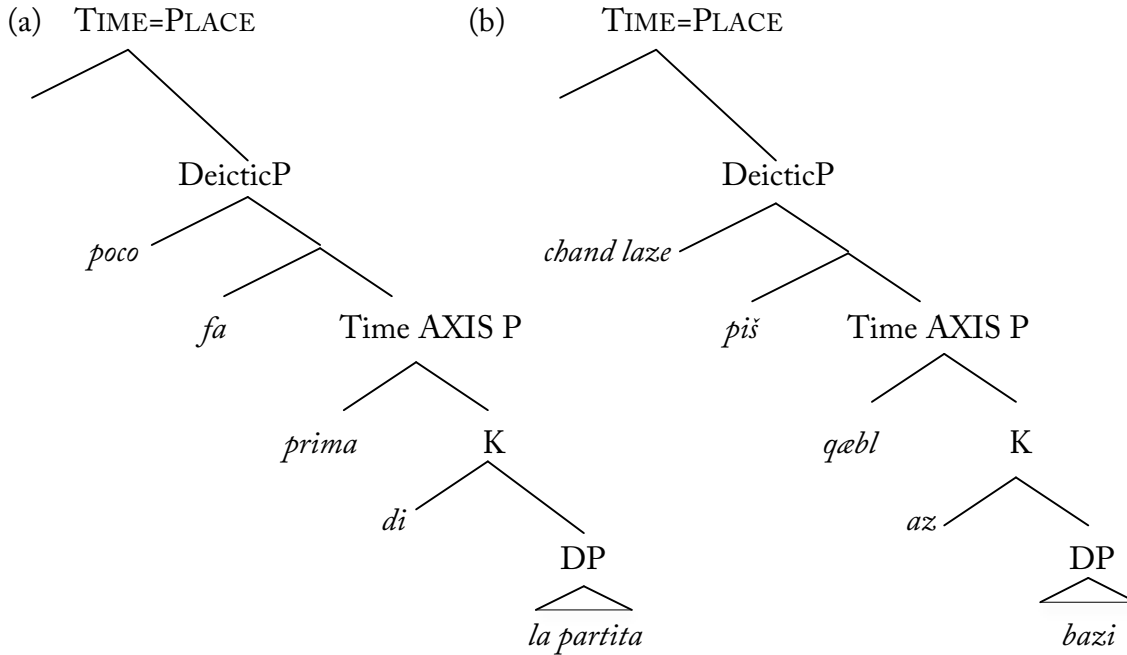 (a) TIME=PLACE (b) TIME=PLACE
DeicticP DeicticP
poco chand laze
fa Time AXIS P piš Time AXIS P
prima K qæbl K
di az
DP DP
la partita bazi